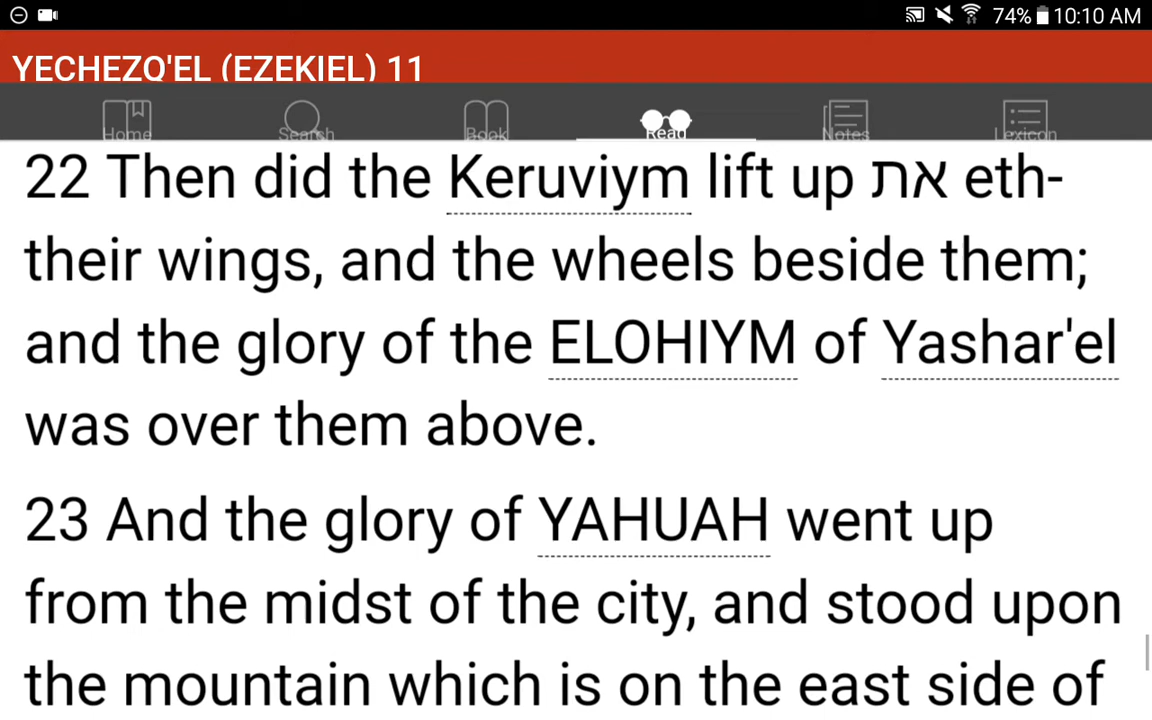 74% 10:10 AM
YECHEZQ'EL (EZEKIEL) 11
Home Search Book Read Notes Lexicon
22 Then did the Keruviym lift up את eth-
their wings, and the wheels beside them;
and the glory of the ELOHIYM of Yashar'el
was over them above.
23 And the glory of YAHUAH went up
from the midst of the city, and stood upon
the mountain which is on the east side of